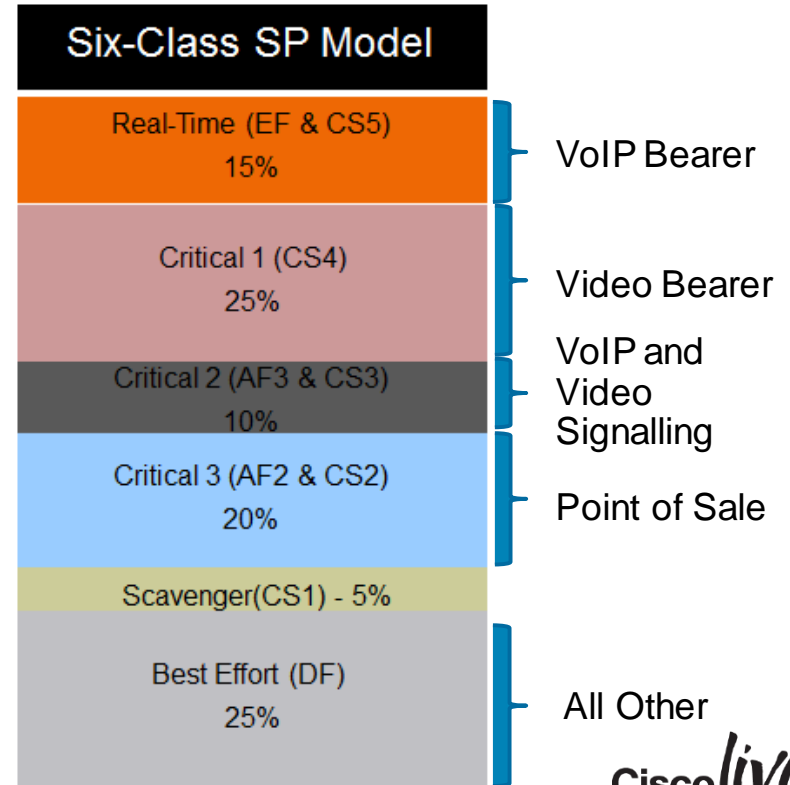 Six-Class SP Model
Real-Time (EF & CS5)
15%
VoIP Bearer
Critical 1 (CS4)
25%
Video Bearer
Critical 2 (AF3 & CS3)
10%
VoIP and
Video
Signalling
Critical 3 (AF2 & CS2)
20%
Point of Sale
Scavenger(CS1) - 5%
Best Effort (DF)
25%
All Other
Cisco